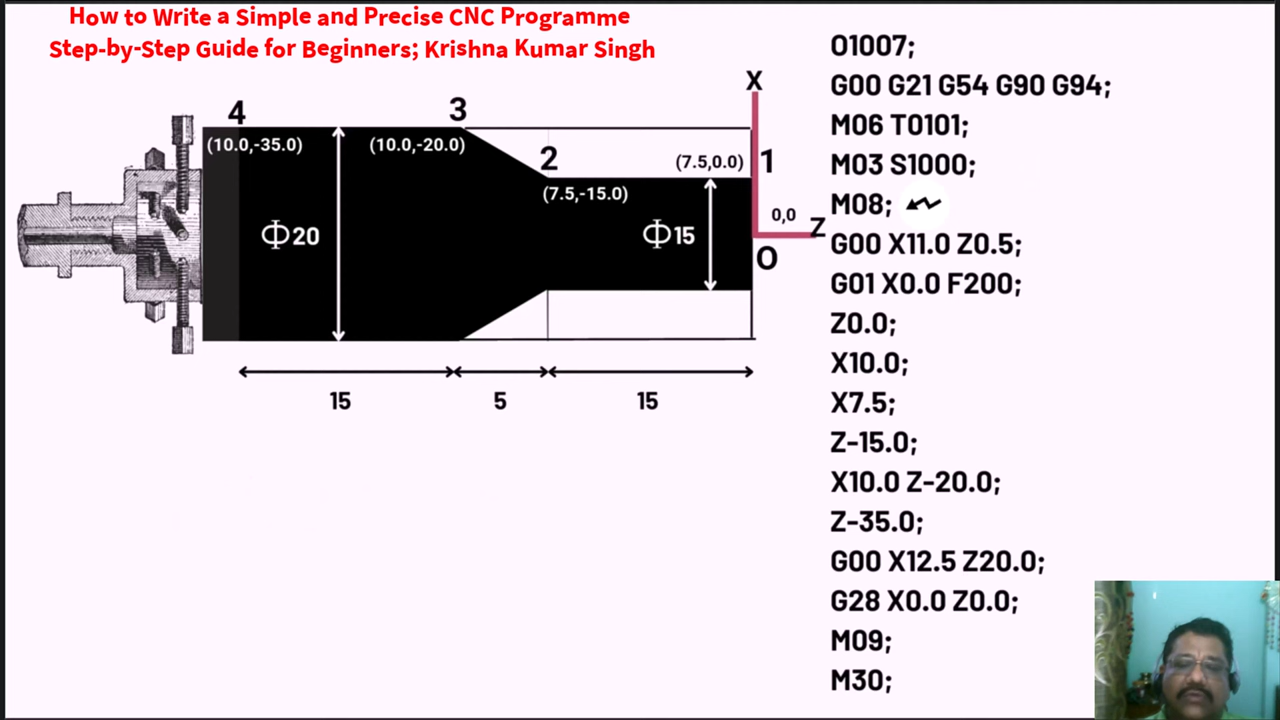 How to Write a Simple and Precise CNC Programme
Step-by-Step Guide for Beginners; Krishna Kumar Singh
X
4
3
(10.0,-35.0)
(10.0,-20.0)
2
(7.5,0.0)
1
(7.5,-15.0)
0,0
Z
Φ20
Φ15
O
15
5
15
O1007;
G00 G21 G54 G90 G94;
M06 T0101;
M03 S1000;
M08;
G00 X11.0 Z0.5;
G01 X0.0 F200;
Z0.0;
X10.0;
X7.5;
Z-15.0;
X10.0 Z-20.0;
Z-35.0;
G00 X12.5 Z20.0;
G28 X0.0 Z0.0;
M09;
M30;